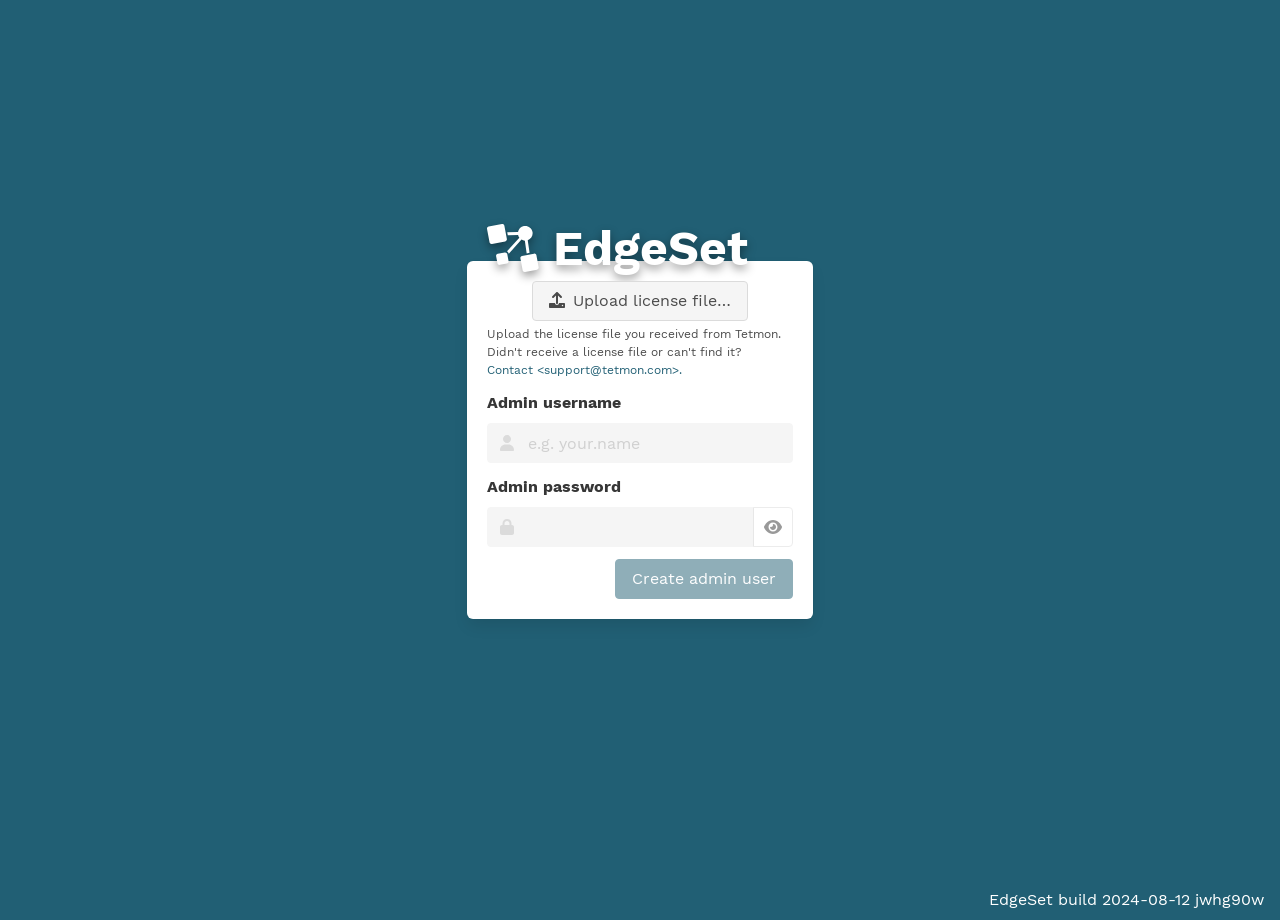 EdgeSet
Upload license file…
Upload the license file you received from Tetmon.
Didn't receive a license file or can't find it?
Contact <support@tetmon.com>.
Admin username
e.g. your.name
Admin password
Create admin user
EdgeSet build 2024-08-12 jwhg90w